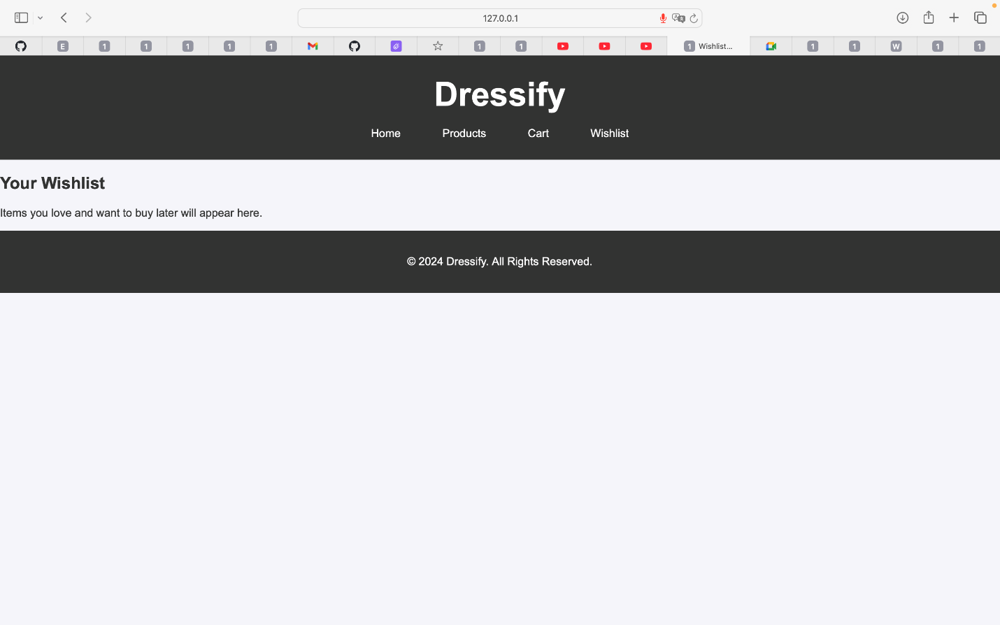 127.0.0.1
E 1 1 1 1 1 1 1 1 Wishlist... 1 1 W 1 1
Dressify
Home Products Cart Wishlist
Your Wishlist
Items you love and want to buy later will appear here.
© 2024 Dressify. All Rights Reserved.